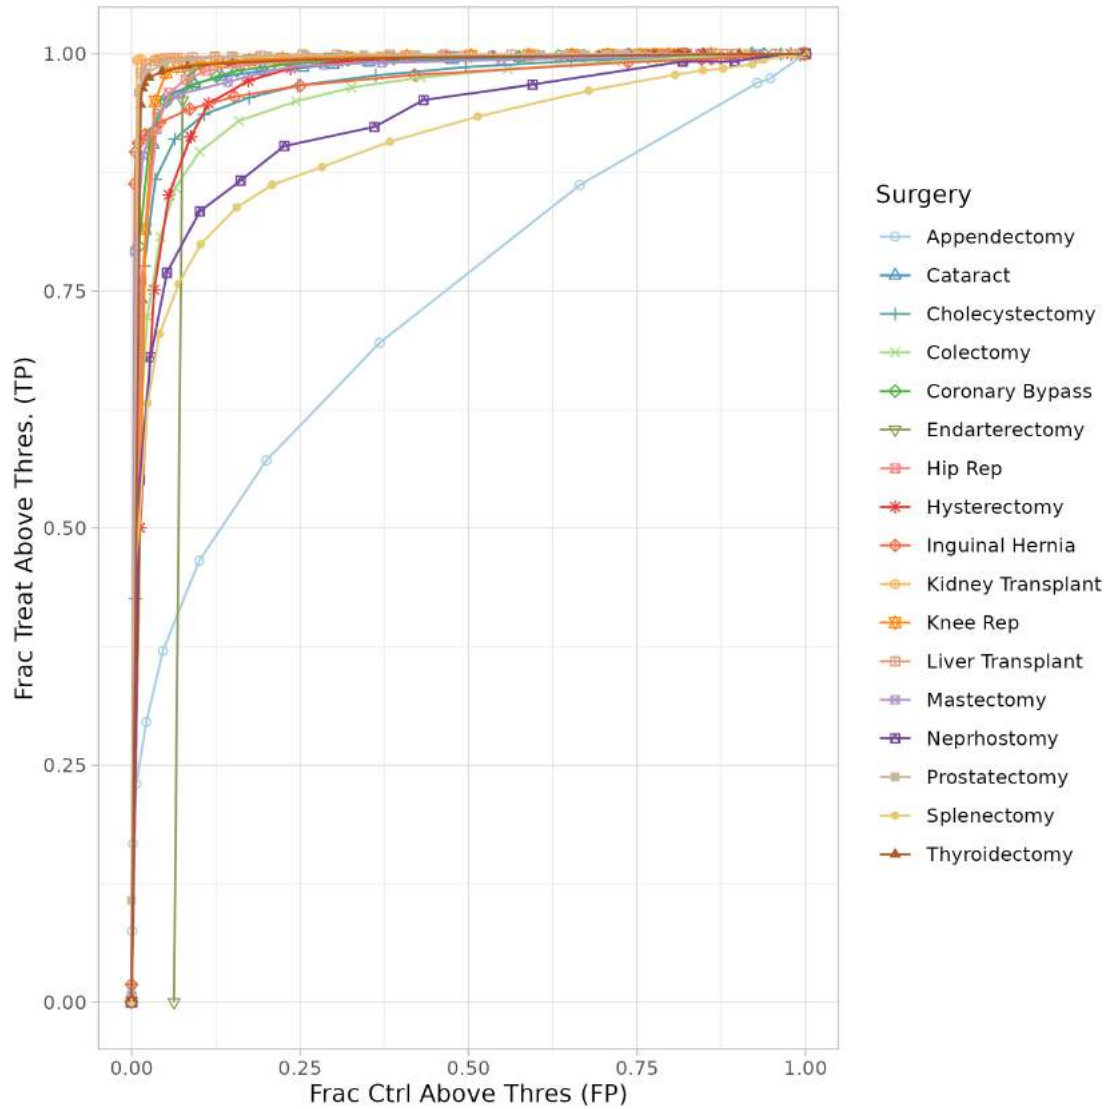 1.00
0.75
0.50
0.25
0.00
Frac Treat Above Thres. (TP)
0.00
0.25
0.50
0.75
1.00
Frac Ctrl Above Thres (FP)
Surgery
Appendectomy
Cataract
Cholecystectomy
Colectomy
Coronary Bypass
Endarterectomy
Hip Rep
Hysterectomy
Inguinal Hernia
Kidney Transplant
Knee Rep
Liver Transplant
Mastectomy
Neprhostomy
Prostatectomy
Splenectomy
Thyroidectomy